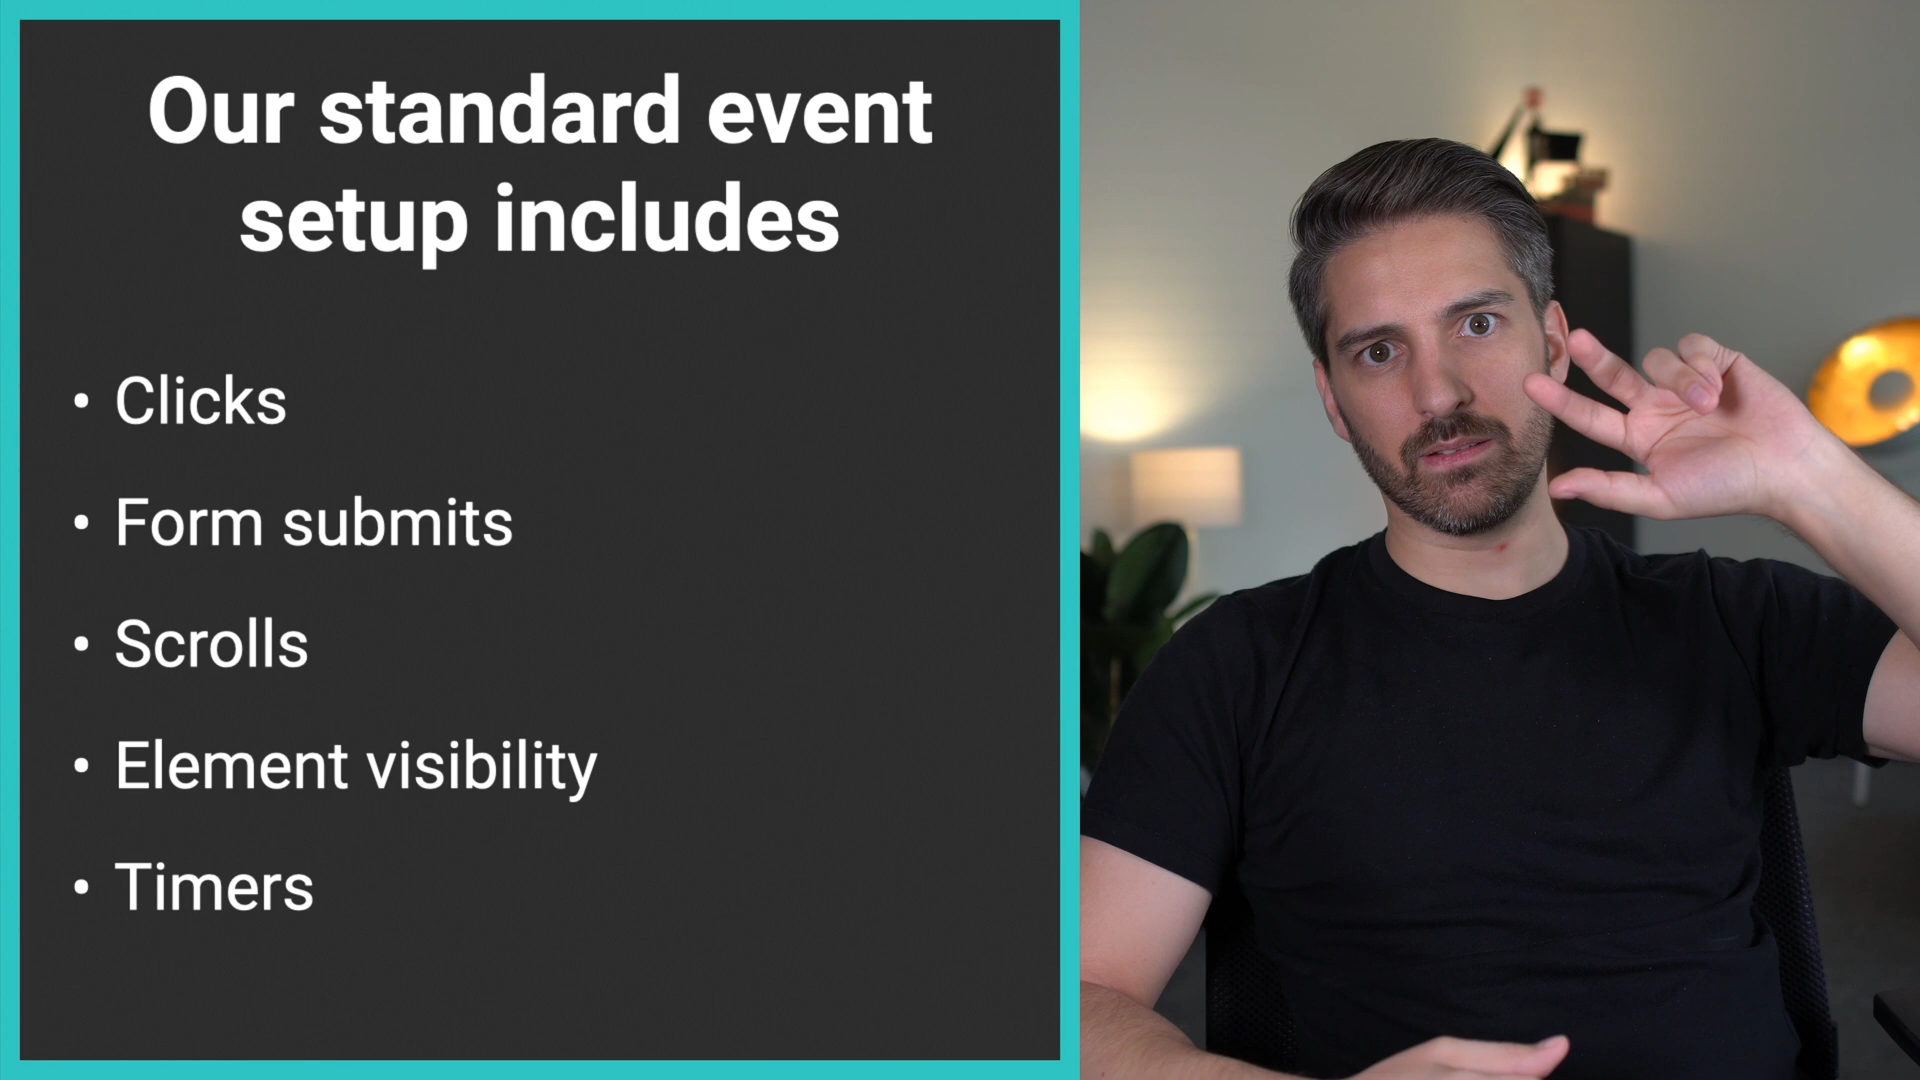 Our standard event
setup includes
• Clicks
• Form submits
• Scrolls
• Element visibility
• Timers